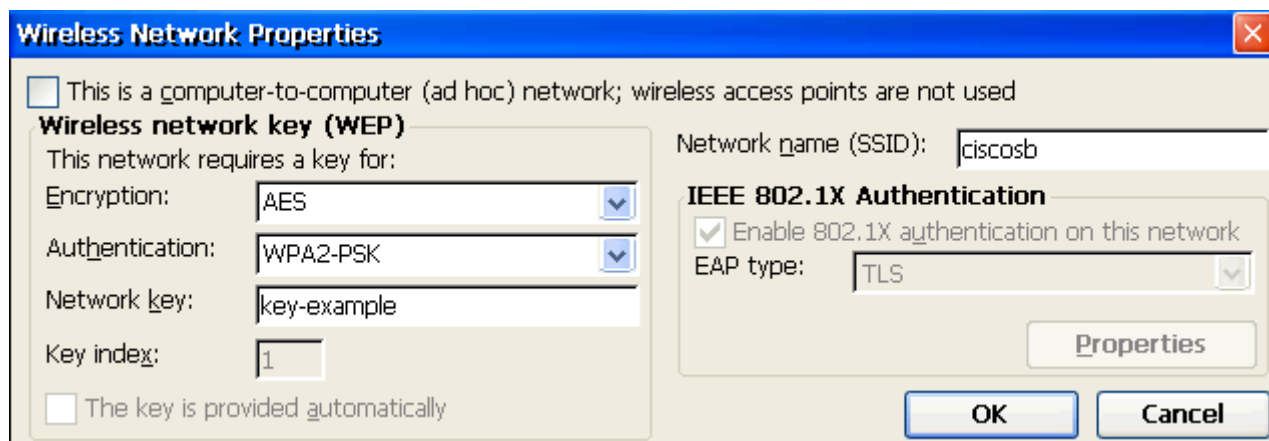 Wireless Network Properties
This is a computer-to-computer (ad hoc) network; wireless access points are not used
Wireless network key (WEP)
This network requires a key for:
Encryption: AES
Authentication: WPA2-PSK
Network key: key-example
Key index: 1
The key is provided automatically
Network name (SSID): ciscosb
IEEE 802.1X Authentication
Enable 802.1X authentication on this network
EAP type: TLS
Properties
OK Cancel